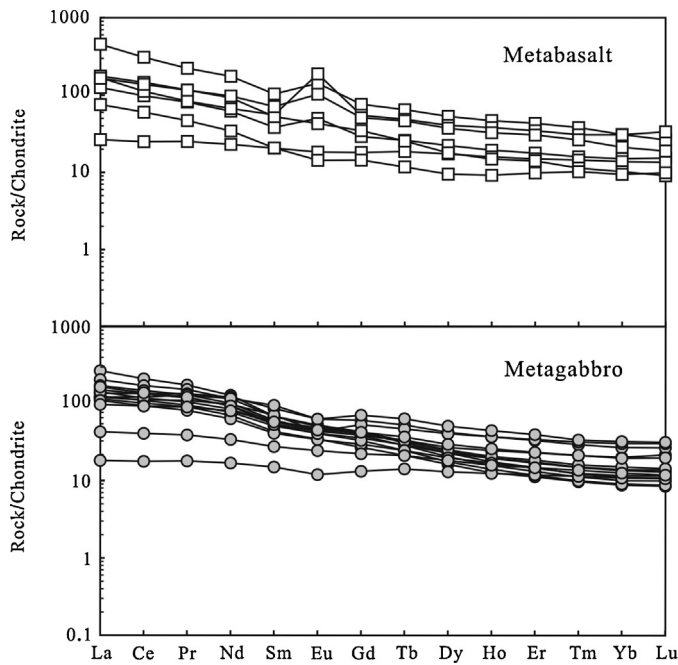 1000
Metabasalt
100
10
1
Rock/Chondrite
1000
Metagabbro
100
10
1
0.1
Rock/Chondrite
La Ce Pr Nd Sm Eu Gd Tb Dy Ho Er Tm Yb Lu